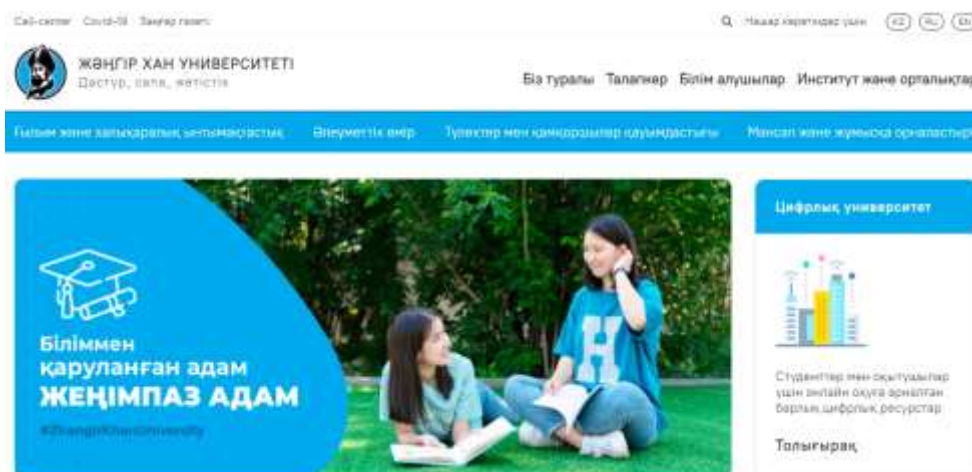 Call-center Covid-19 Заңғар газеті
Нашар көретіндер үшін KZ RU EN
ЖӘҢГІР ХАН УНИВЕРСИТЕТІ
Дәстүр, сапа, жетістік
Біз туралы Талапкер Білім алушылар Институт және орталықтар
Ғылым және халықаралық ынтымақтастық Әлеуметтік өмір Түлектер мен қамқоршылар қауымдастығы Мансап және жұмысқа орналастыру
Цифрлық университет
Біліммен
қаруланған адам
ЖЕҢІМПАЗ АДАМ
#ZhangirKhanUniversity
H
Студенттер мен оқытушылар
үшін онлайн оқуға арналған
барлық цифрлық ресурстар
Толығырақ